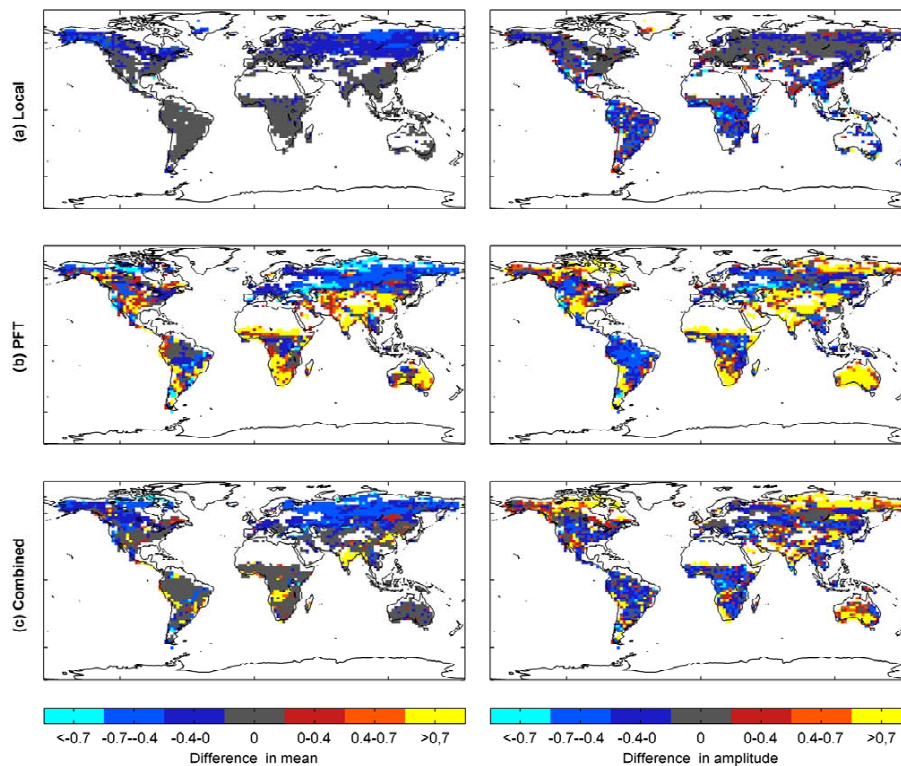 (a) Local
(b) PFT
(c) Combined
<-0.7 -0.7--0.4 -0.4-0 0 0-0.4 0.4-0.7 >0,7
Difference in mean
<-0.7 -0.7--0.4 -0.4-0 0 0-0.4 0.4-0.7 >0,7
Difference in amplitude